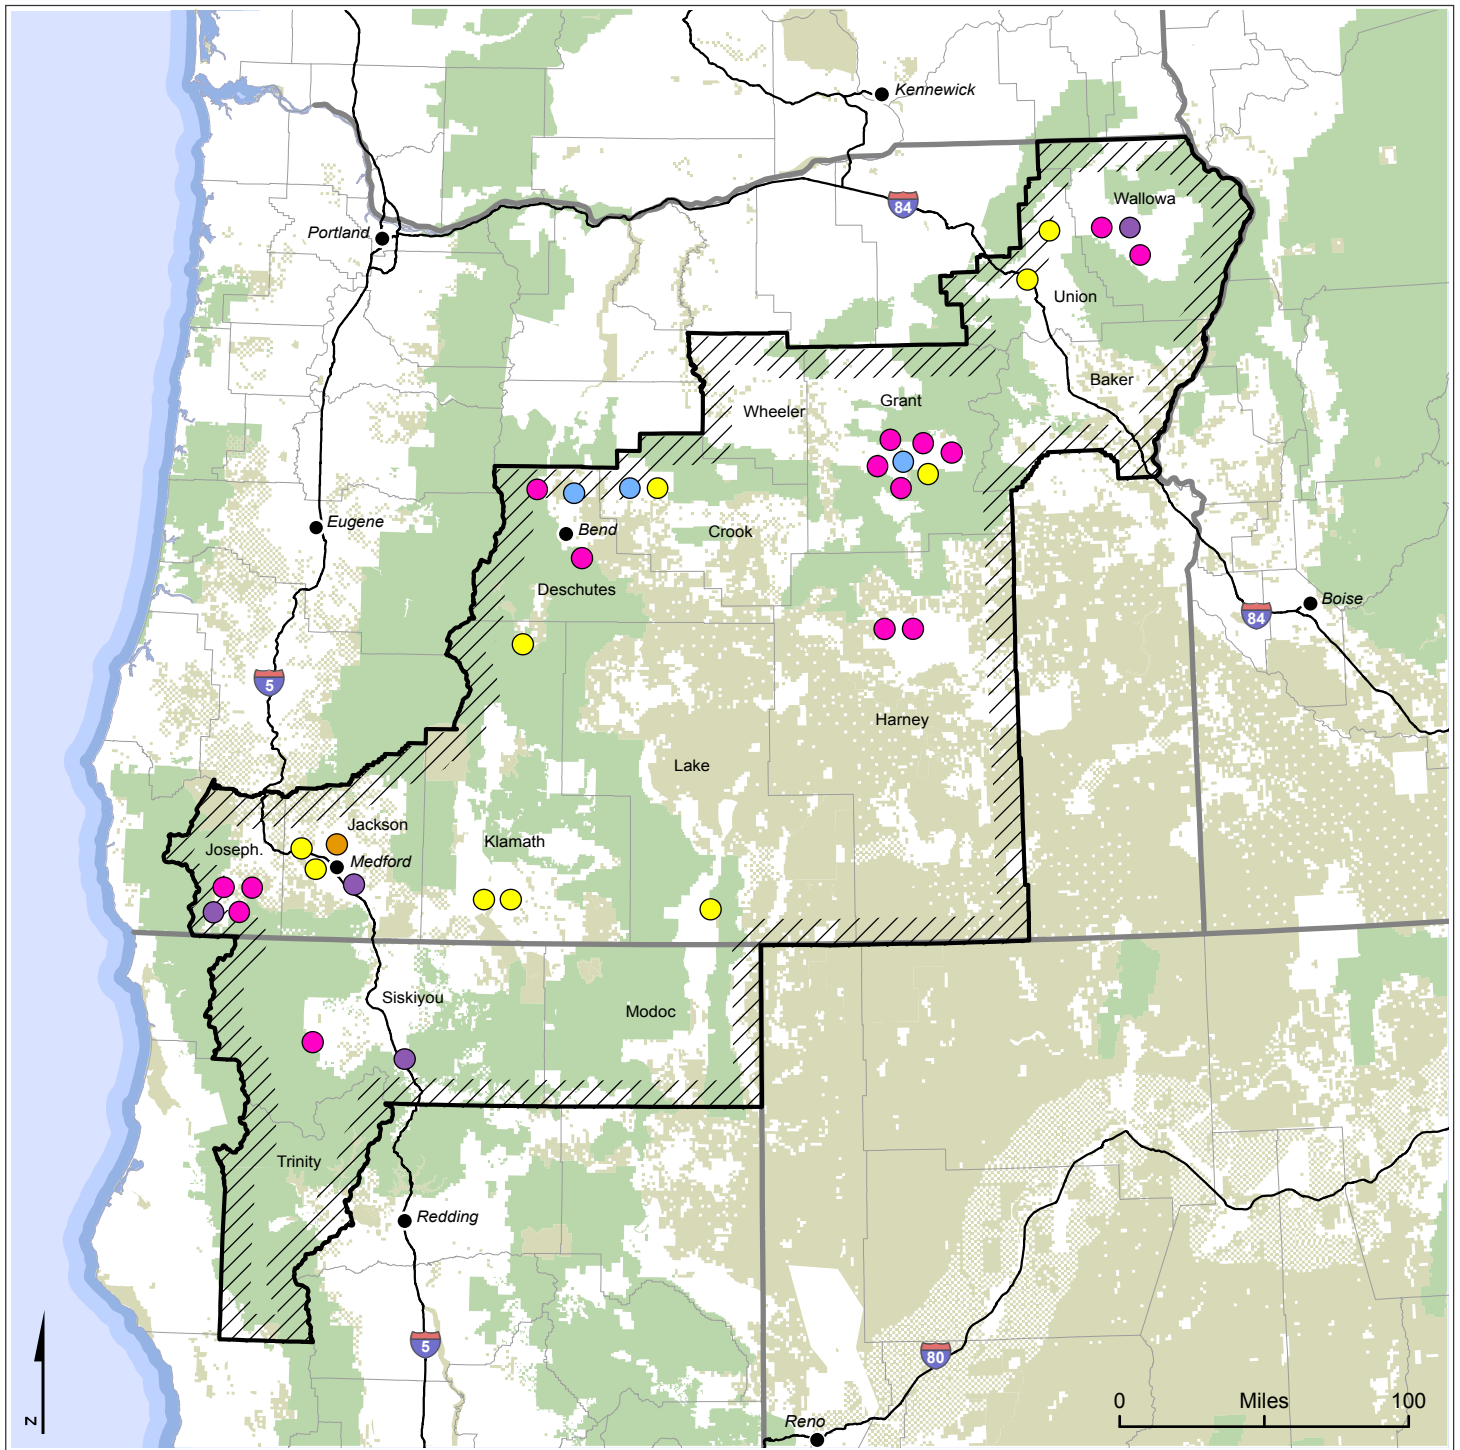 Kennewick
Wallowa
84
Portland
Union
Baker
Grant
Wheeler
Eugene
Bend
Crook
Deschutes
Boise
84
5
Harney
Lake
Jackson
Klamath
Joseph.
Medford
Siskiyou
Modoc
Trinity
Redding
5
80
0 Miles 100
Reno
N